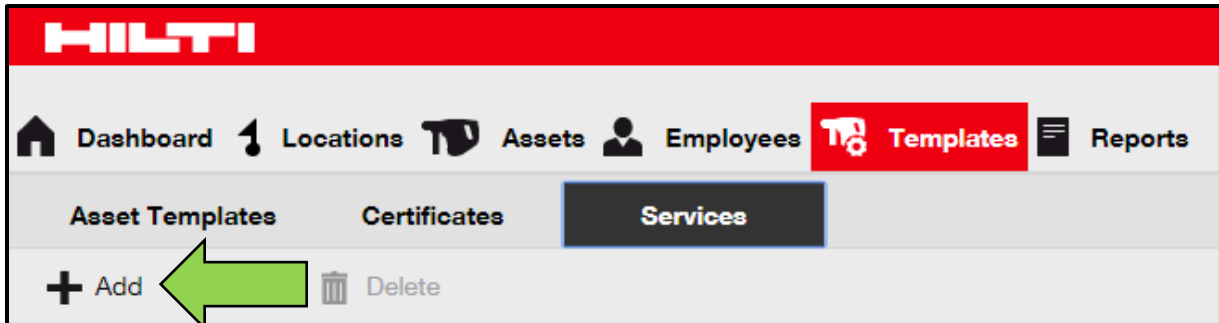 HILTI
Dashboard Locations Assets Employees Templates Reports
Asset Templates Certificates Services
Add Delete